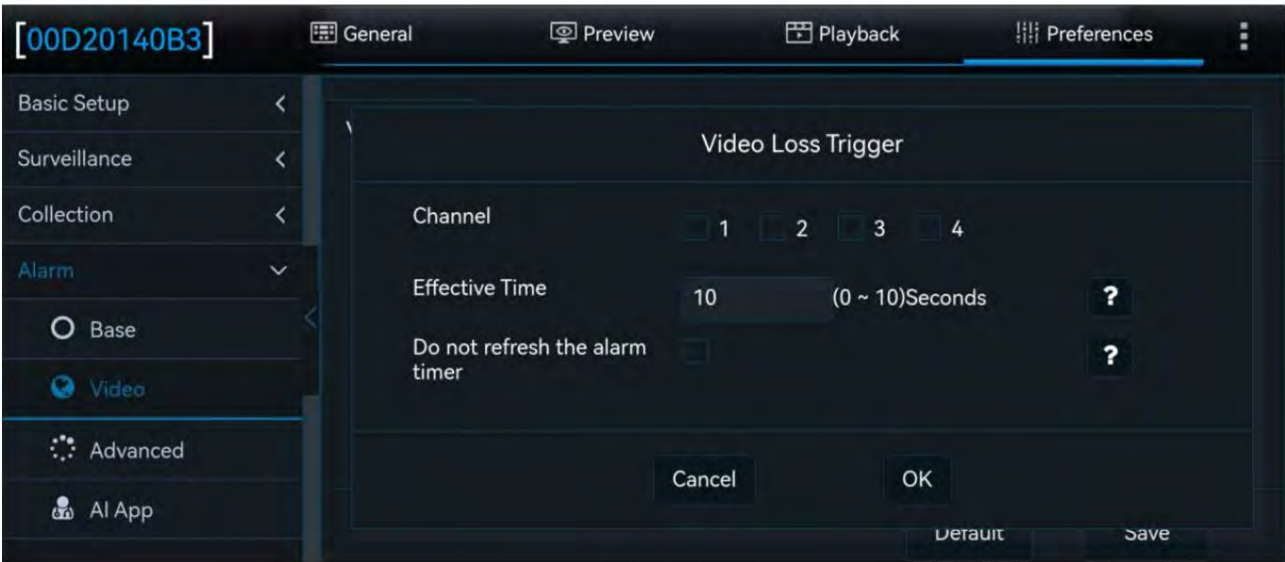 [00D20140B3]
General
Preview
Playback
Preferences
Basic Setup
Surveillance
Collection
Alarm
Base
Video
Advanced
AI App
Video Loss Trigger
Channel
1 2 3 4
Effective Time
10 (0 ~ 10)Seconds ?
Do not refresh the alarm
timer
?
Cancel
OK
Default
Save